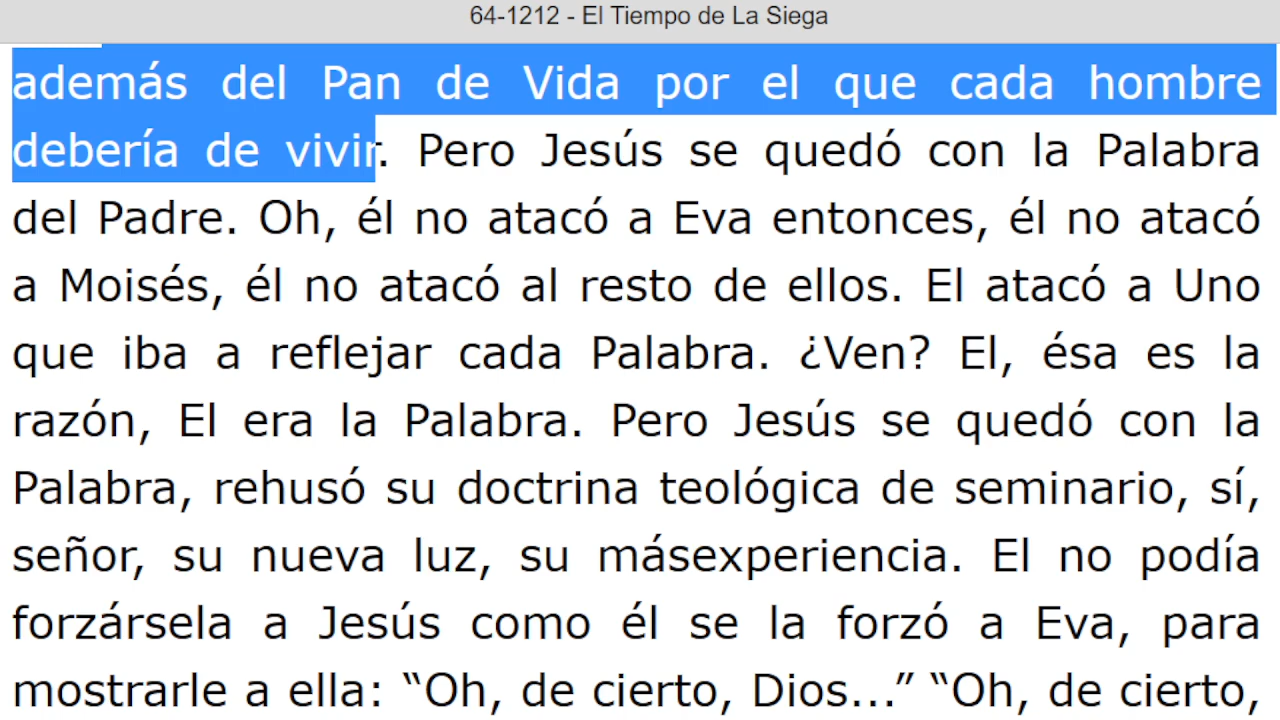 64-1212 - El Tiempo de La Siega
además del Pan de Vida por el que cada hombre
debería de vivir. Pero Jesús se quedó con la Palabra
del Padre. Oh, él no atacó a Eva entonces, él no atacó
a Moisés, él no atacó al resto de ellos. El atacó a Uno
que iba a reflejar cada Palabra. ¿Ven? El, ésa es la
razón, El era la Palabra. Pero Jesús se quedó con la
Palabra, rehusó su doctrina teológica de seminario, sí,
señor, su nueva luz, su másexperiencia. El no podía
forzársela a Jesús como él se la forzó a Eva, para
mostrarle a ella: “Oh, de cierto, Dios...” “Oh, de cierto,